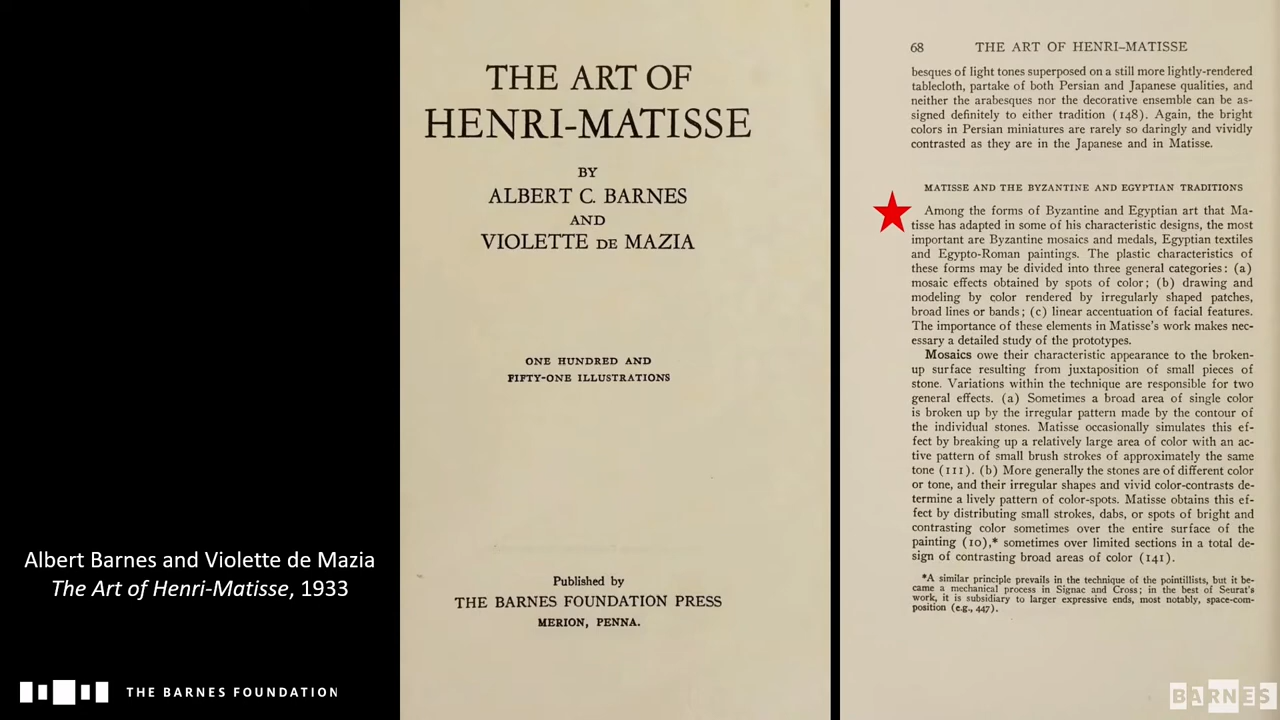 Albert Barnes and Violette de Mazia
The Art of Henri-Matisse, 1933
THE BARNES FOUNDATION
THE ART OF
HENRI-MATISSE
BY
ALBERT C. BARNES
AND
VIOLETTE DE MAZIA
ONE HUNDRED AND
FIFTY-ONE ILLUSTRATIONS
Published by
THE BARNES FOUNDATION PRESS
MERION, PENNA.
68 THE ART OF HENRI-MATISSE
besques of light tones superposed on a still more lightly-rendered
tablecloth, partake of both Persian and Japanese qualities, and
neither the arabesques nor the decorative ensemble can be as-
signed definitely to either tradition (148). Again, the bright
colors in Persian miniatures are rarely so daringly and vividly
contrasted as they are in the Japanese and in Matisse.
MATISSE AND THE BYZANTINE AND EGYPTIAN TRADITIONS
Among the forms of Byzantine and Egyptian art that Ma-
tisse has adapted in some of his characteristic designs, the most
important are Byzantine mosaics and medals, Egyptian textiles
and Egypto-Roman paintings. The plastic characteristics of
these forms may be divided into three general categories: (a)
mosaic effects obtained by spots of color; (b) drawing and
modeling by color rendered by irregularly shaped patches,
broad lines or bands; (c) linear accentuation of facial features.
The importance of these elements in Matisse's work makes nec-
essary a detailed study of the prototypes.
Mosaics owe their characteristic appearance to the broken-
up surface resulting from juxtaposition of small pieces of
stone. Variations within the technique are responsible for two
general effects. (a) Sometimes a broad area of single color
is broken up by the irregular pattern made by the contour of
the individual stones. Matisse occasionally simulates this ef-
fect by breaking up a relatively large area of color with an ac-
tive pattern of small brush strokes of approximately the same
tone (111). (b) More generally the stones are of different color
or tone, and their irregular shapes and vivid color-contrasts de-
termine a lively pattern of color-spots. Matisse obtains this ef-
fect by distributing small strokes, dabs, or spots of bright and
contrasting color sometimes over the entire surface of the
painting (10),* sometimes over limited sections in a total de-
sign of contrasting broad areas of color (141).
*A similar principle prevails in the technique of the pointillists, but it be-
came a mechanical process in Signac and Cross; in the best of Seurat's
work, it is subsidiary to larger expressive ends, most notably, space-com-
position (e.g., 447).
BARNES